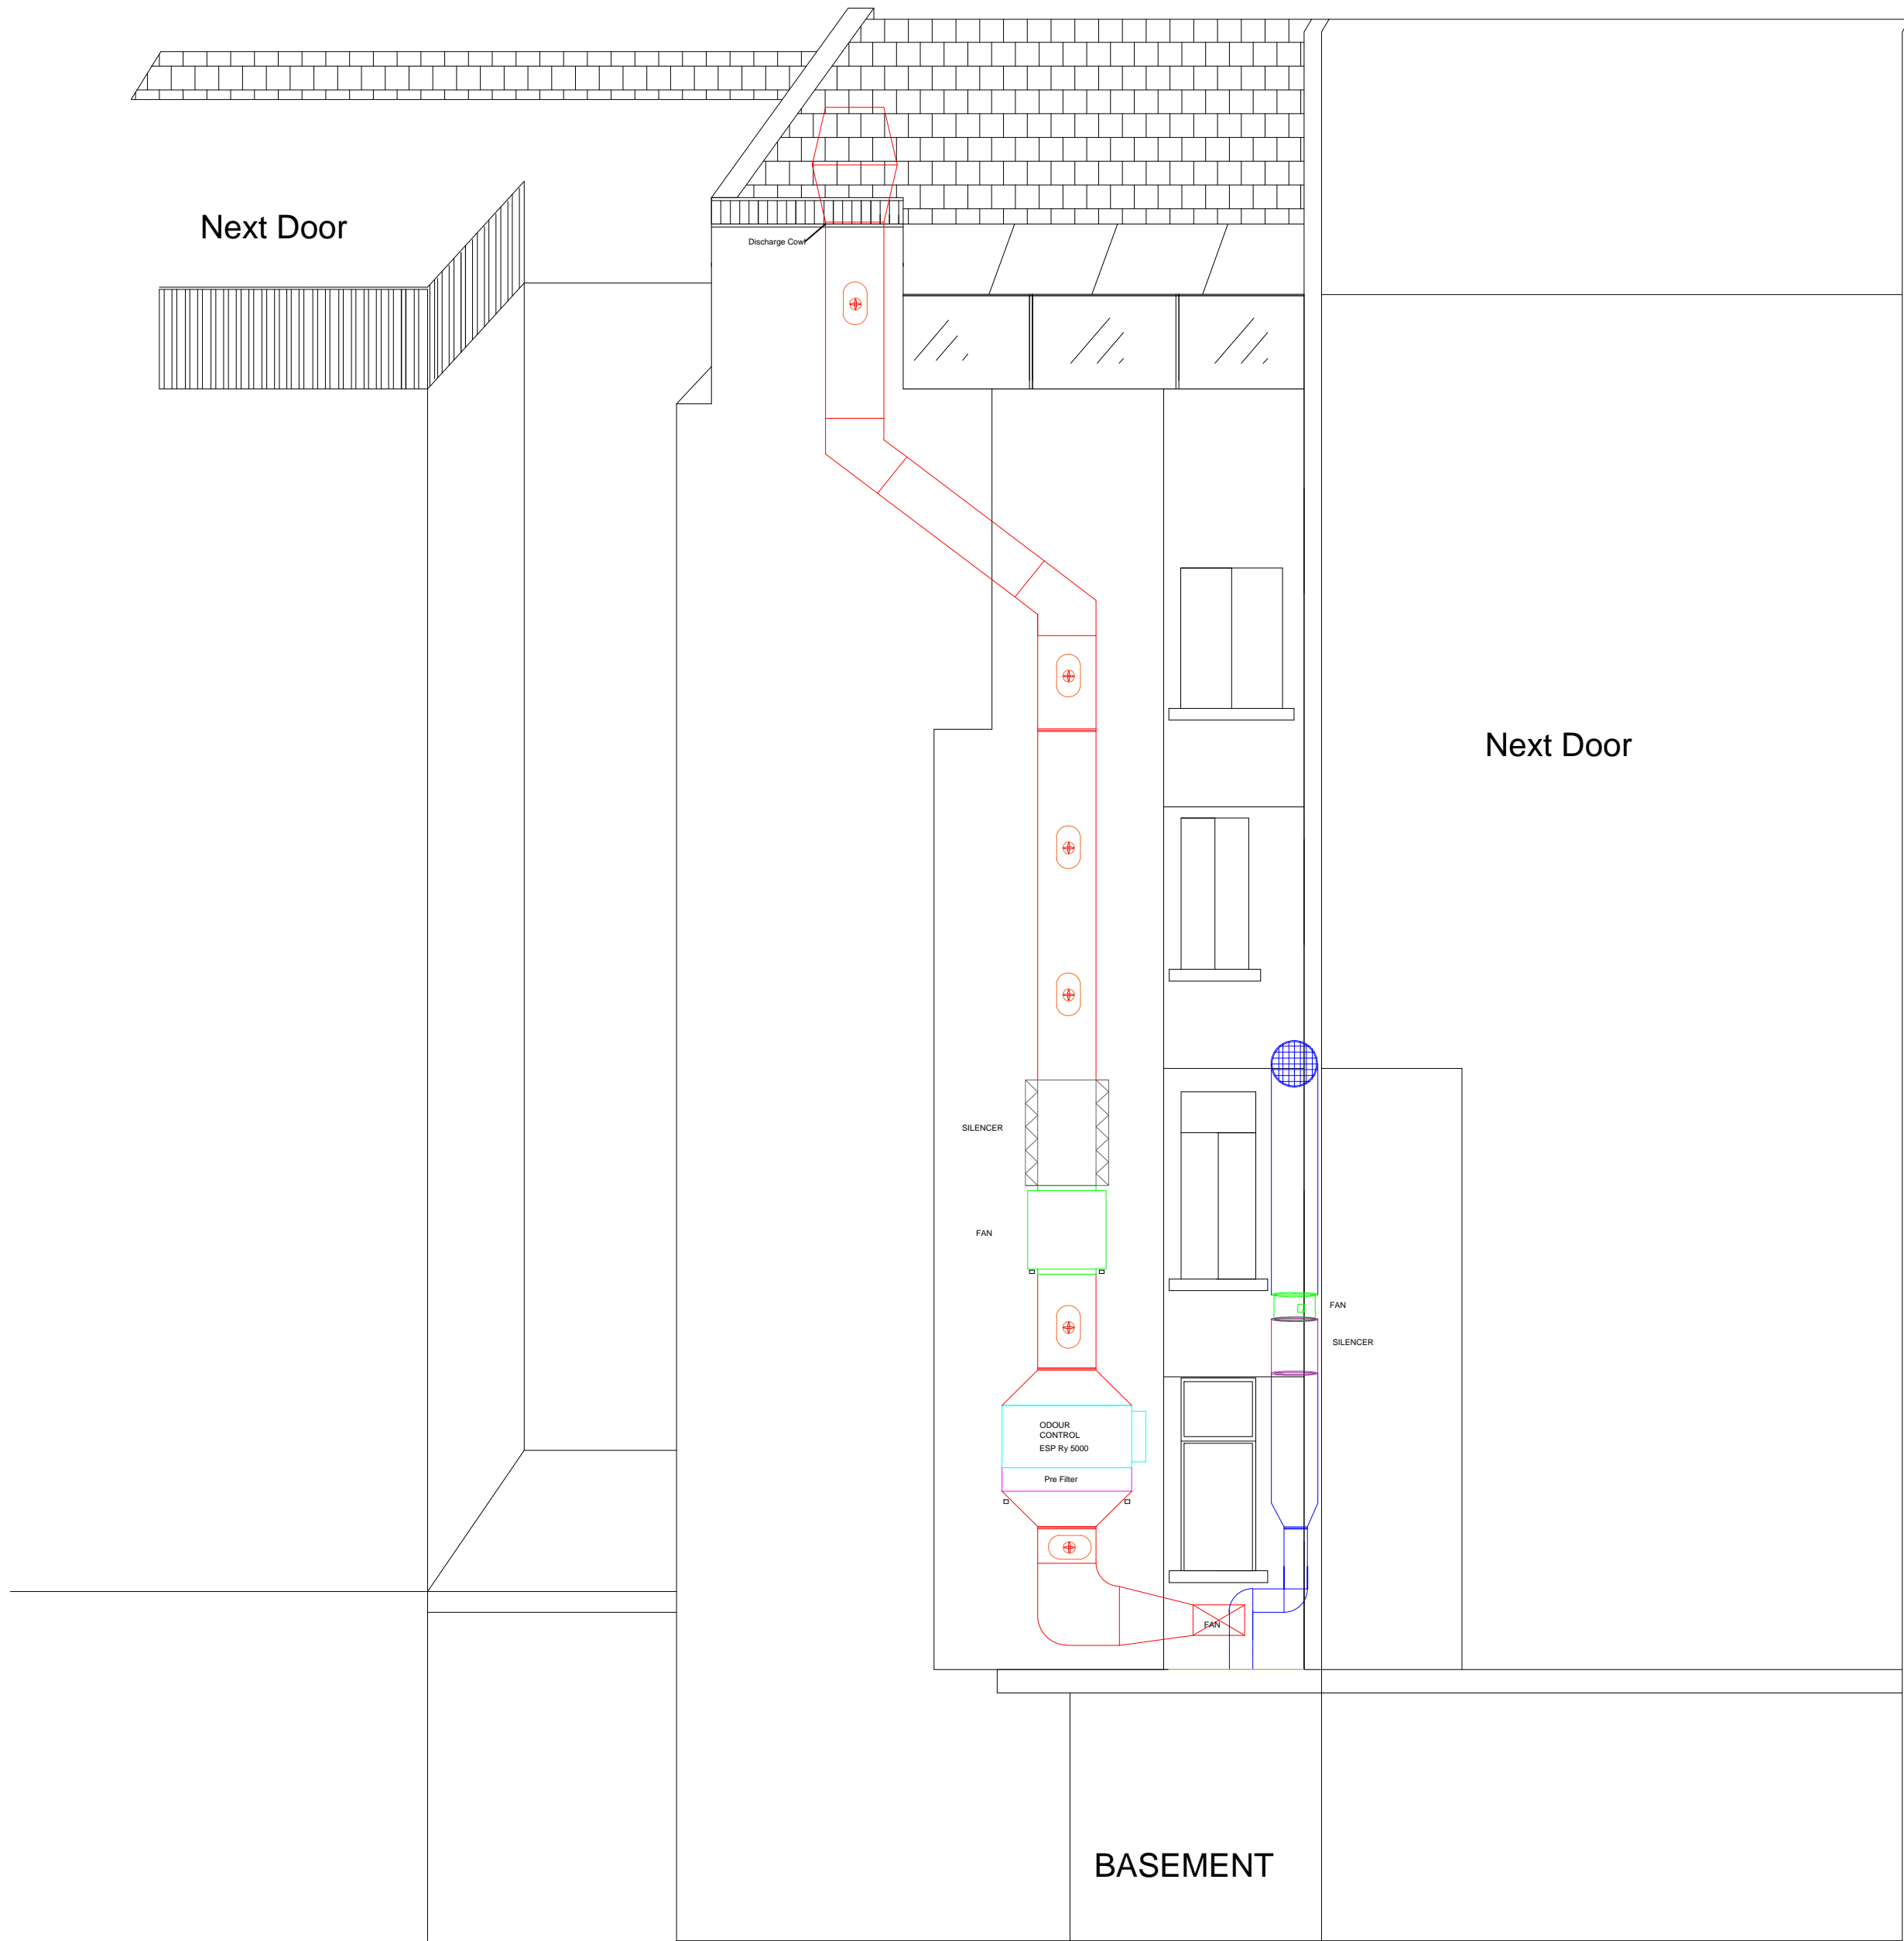 Next Door
Discharge Cowl
Next Door
SILENCER
FAN
FAN
SILENCER
ODOUR
CONTROL
ESP Ry 5000
Pre Filter
FAN
BASEMENT